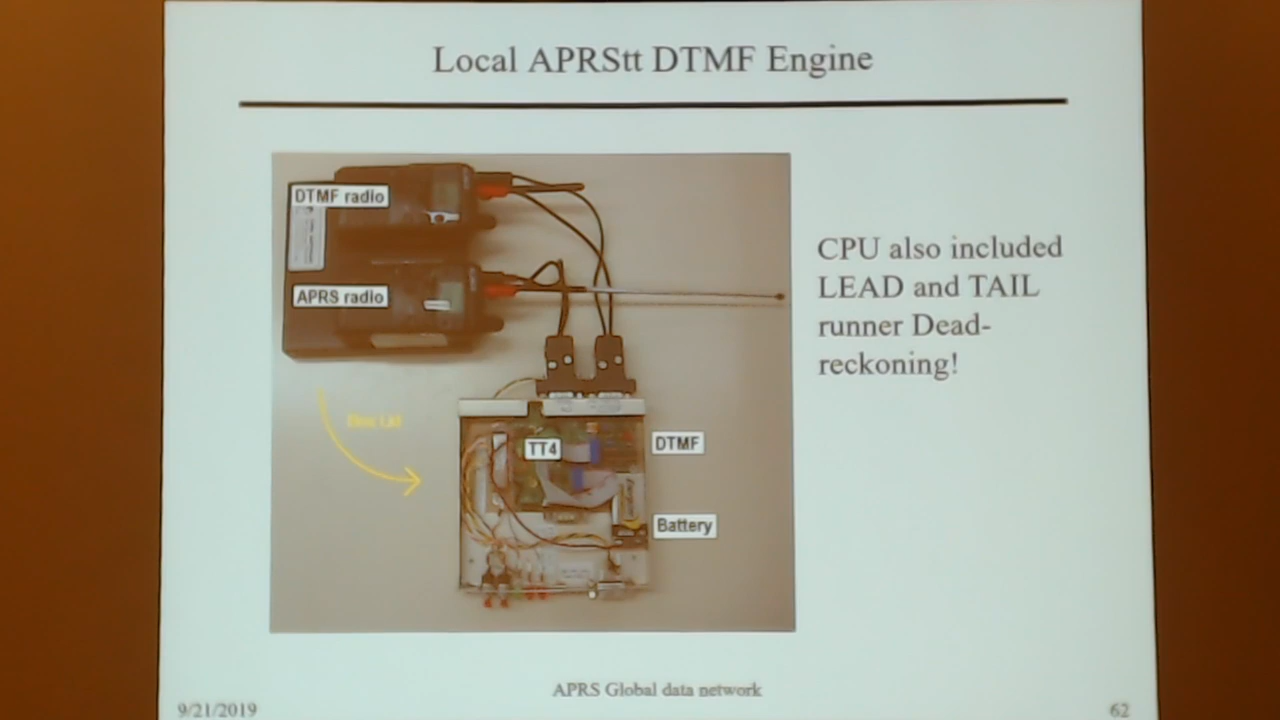 Local APRStt DTMF Engine
DTMF radio
APRS radio
TT4
DTMF
Battery
CPU also included
LEAD and TAIL
runner Dead-
reckoning!
APRS Global data network
9/21/2019
62